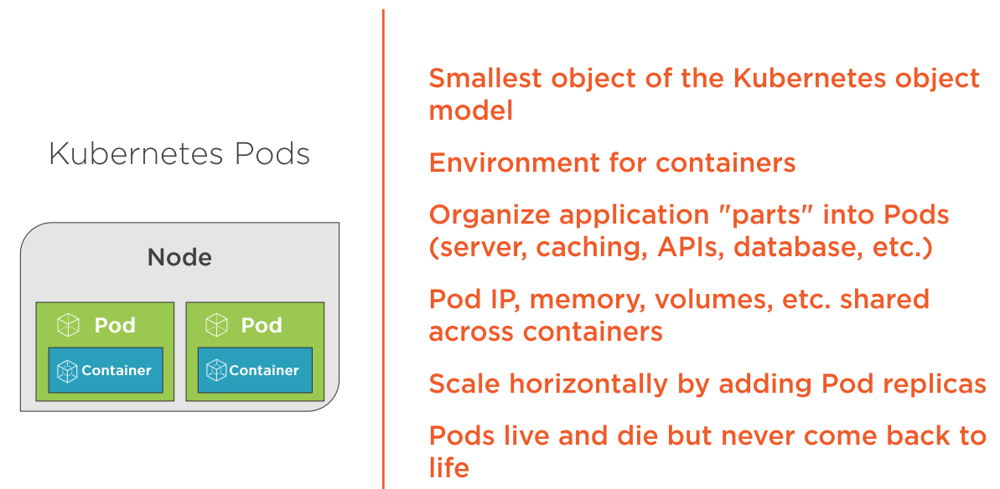 Kubernetes Pods
Node
Pod
Container
Pod
Container
Smallest object of the Kubernetes object
model
Environment for containers
Organize application "parts" into Pods
(server, caching, APIs, database, etc.)
Pod IP, memory, volumes, etc. shared
across containers
Scale horizontally by adding Pod replicas
Pods live and die but never come back to
life